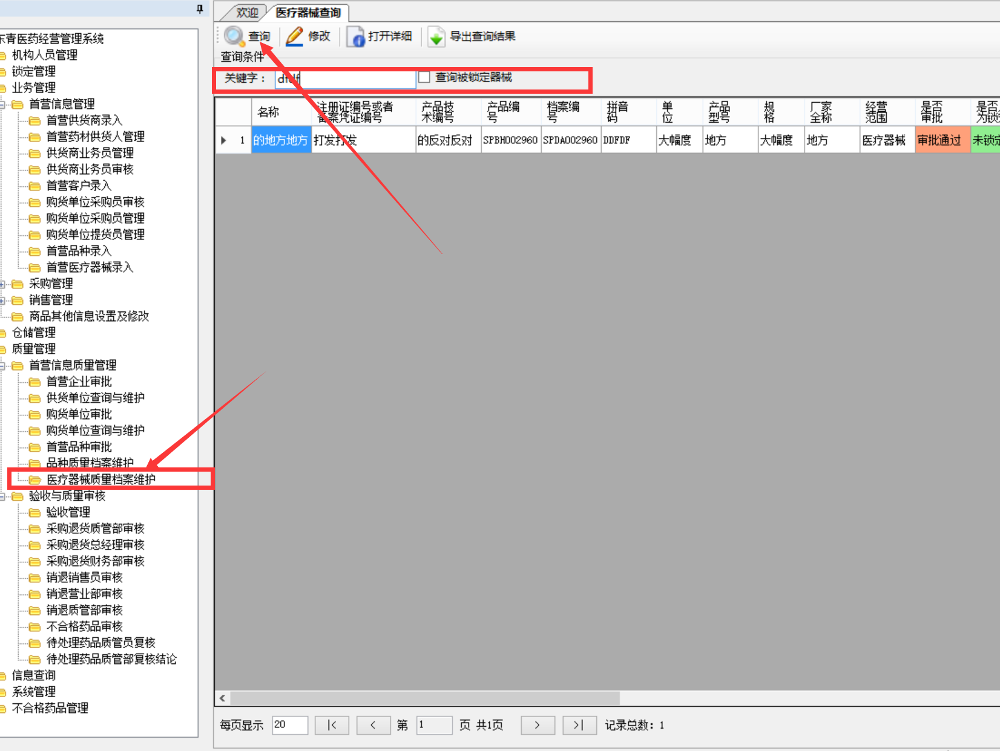 东青医药经营管理系统
机构人员管理
锁定管理
业务管理
首营信息管理
首营供货商录入
首营药材供货人管理
供货商业务员管理
供货商业务员审核
首营客户录入
购货单位采购员审核
购货单位采购员管理
购货单位提货员管理
首营品种录入
首营医疗器械录入
采购管理
销售管理
商品其他信息设置及修改
仓储管理
质量管理
首营信息质量管理
首营企业审批
供货单位查询与维护
购货单位审批
购货单位查询与维护
首营品种审批
品种质量档案维护
医疗器械质量档案维护
验收与质量审核
验收管理
采购退货质管部审核
采购退货总经理审核
采购退货财务部审核
销退销售员审核
销退营业部审核
销退质管部审核
不合格药品审核
待处理药品质管员复核
待处理药品质管部复核结论
信息查询
系统管理
不合格药品管理
欢迎 医疗器械查询
查询 修改 打开详细 导出查询结果
查询条件
关键字： dfdf 查询被锁定器械
名称 注册证编号或者备案凭证编号 产品技术编号 产品编号 档案编号 拼音码 单位 产品型号 规格 厂家全称 经营范围 是否审批 是否为锁
1 的地方地方 打发打发 的反对反对 SPBH002960 SPDA002960 DDFDF 大幅度 地方 大幅度 地方 医疗器械 审批通过 未锁定
每页显示 20 |< < 第 1 页 共1页 > >| 记录总数: 1